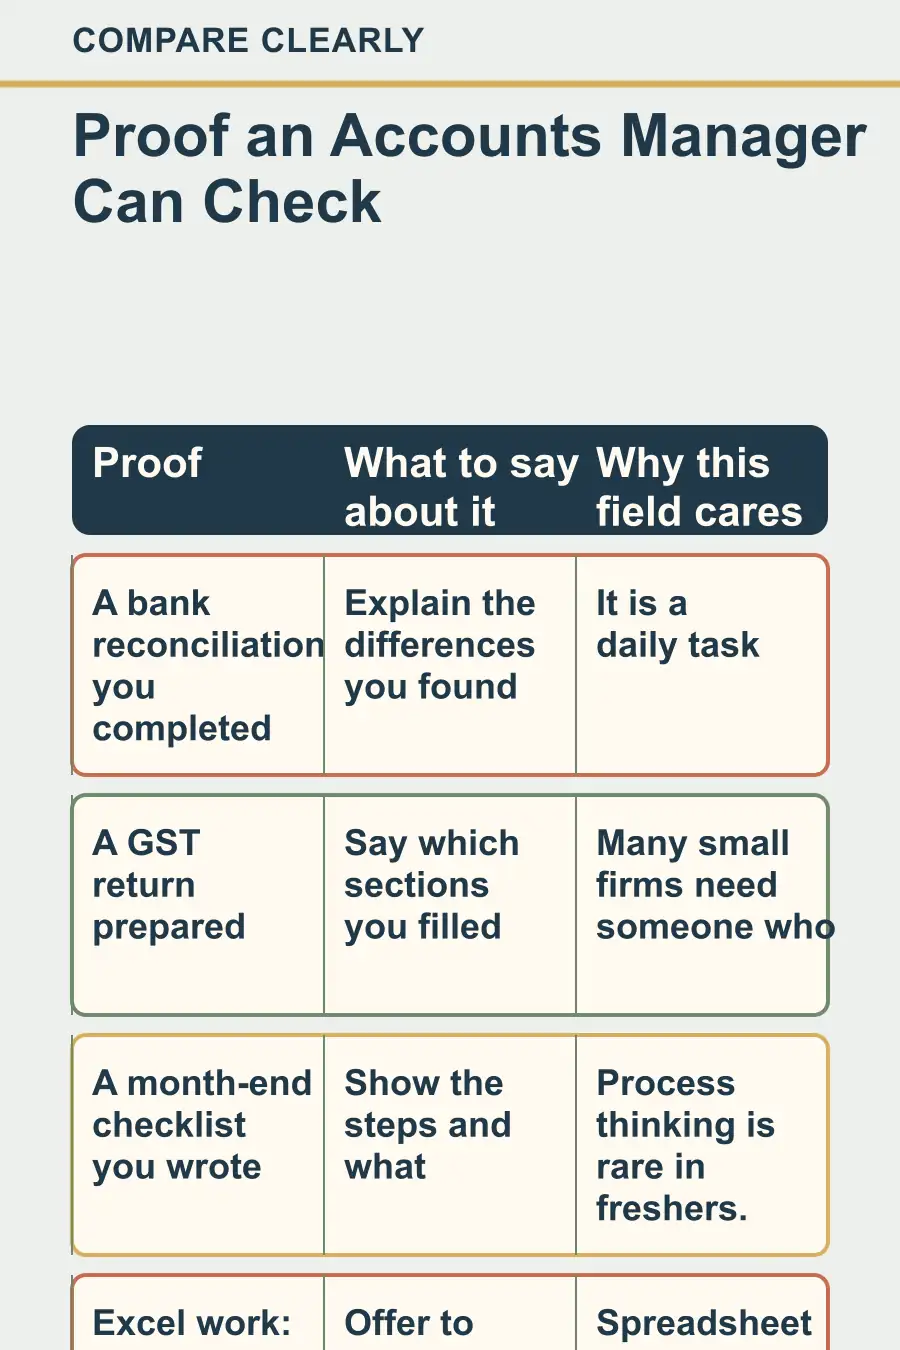 COMPARE CLEARLY
Proof an Accounts Manager
Can Check
Proof
What to say
about it
Why this
field cares
A bank
reconciliation
you
completed
Explain the
differences
you found
It is a
daily task
A GST
return
prepared
Say which
sections
you filled
Many small
firms need
someone who
A month-end
checklist
you wrote
Show the
steps and
what
Process
thinking is
rare in
freshers.
Excel work:
Offer to
Spreadsheet